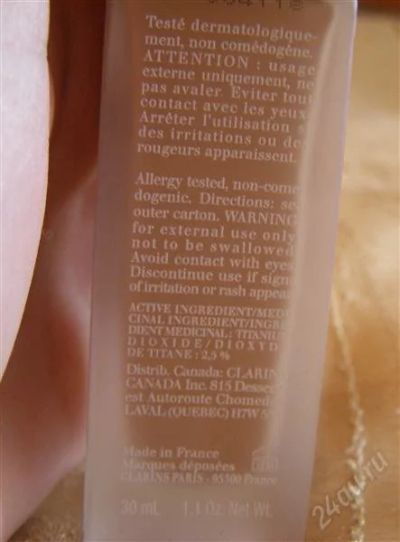 Testé dermatologique-
ment, non comédogène.
ATTENTION : usage
externe uniquement, ne
pas avaler. Eviter tout
contact avec les yeux
Arrêter l'utilisation s
des irritations ou de
rougeurs apparaissent.
Allergy tested, non-come
dogenic. Directions: se
outer carton. WARNING
for external use only
not to be swallowed
Avoid contact with eyes
Discontinue use if sign
of irritation or rash appear
ACTIVE INGREDIENT/MED
CINAL INGREDIENT/INGRE
DIENT MEDICINAL : TITANIU
DIOXIDE/DIOXYD
DE TITANE : 2,5 %
Distrib. Canada: CLARIN
CANADA Inc. 815 Desse
est Autoroute Chomed
LAVAL (QUEBEC) H7W 5
Made in France
Marques déposées
CLARINS PARIS - 95300 France
30 mL 1.1 Oz. Net Wt.
24au.ru